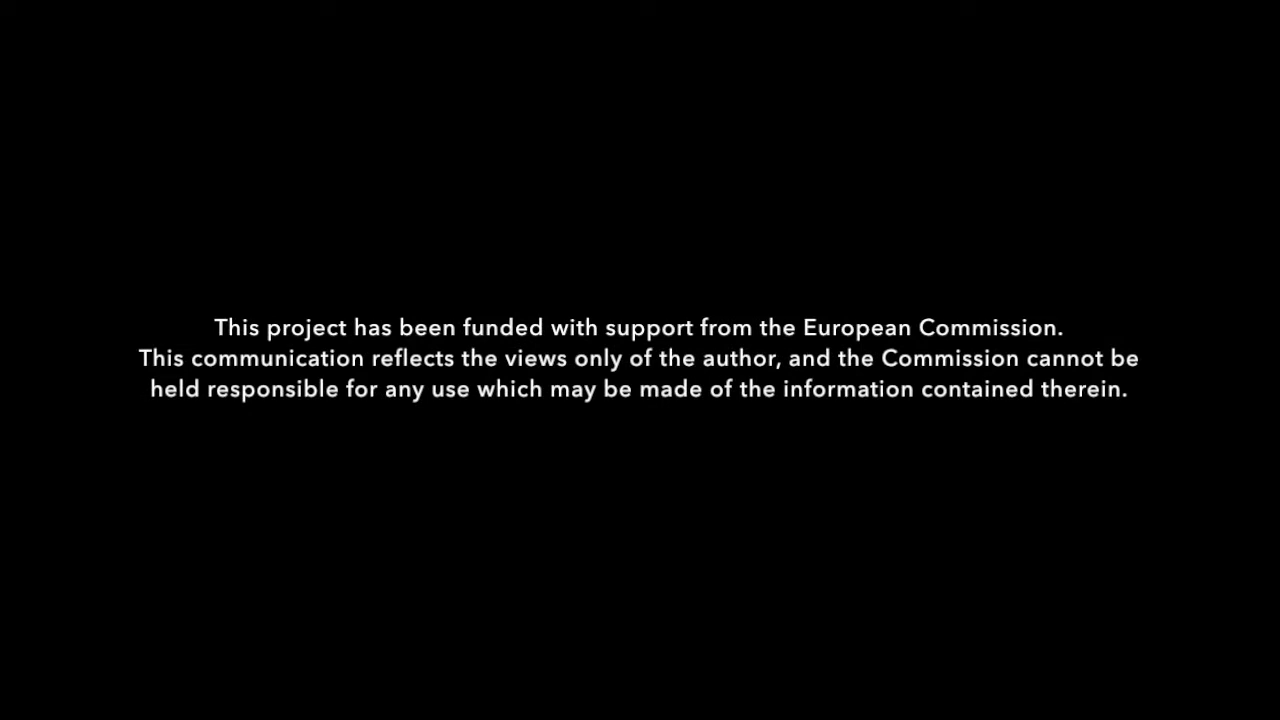 This project has been funded with support from the European Commission.
This communication reflects the views only of the author, and the Commission cannot be
held responsible for any use which may be made of the information contained therein.